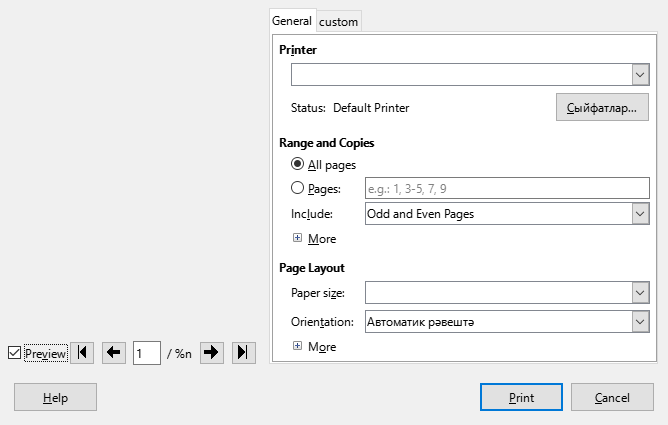 General custom
Printer
Status: Default Printer Сыйфатлар...
Range and Copies
All pages
Pages: e.g.: 1, 3-5, 7, 9
Include: Odd and Even Pages
More
Page Layout
Paper size:
Orientation: Автоматик рәвештә
More
Preview 1 / %n
Help Print Cancel